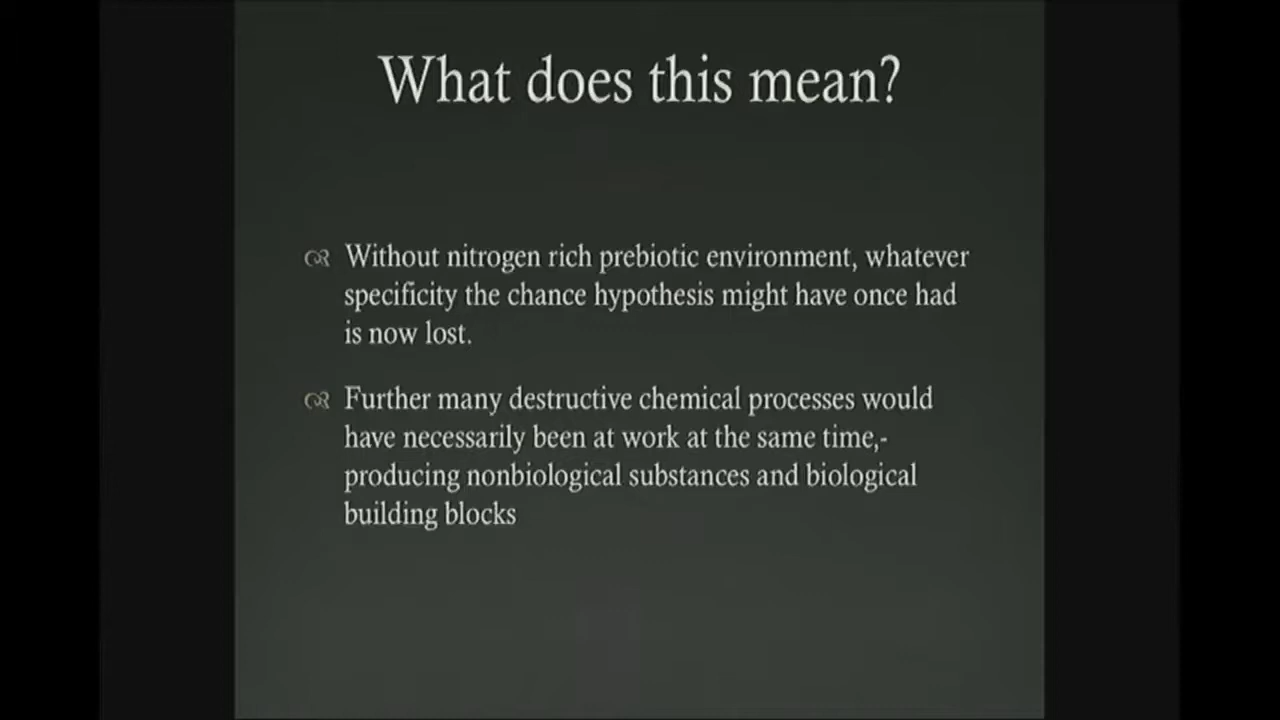 What does this mean?
Without nitrogen rich prebiotic environment, whatever
specificity the chance hypothesis might have once had
is now lost.
Further many destructive chemical processes would
have necessarily been at work at the same time,-
producing nonbiological substances and biological
building blocks